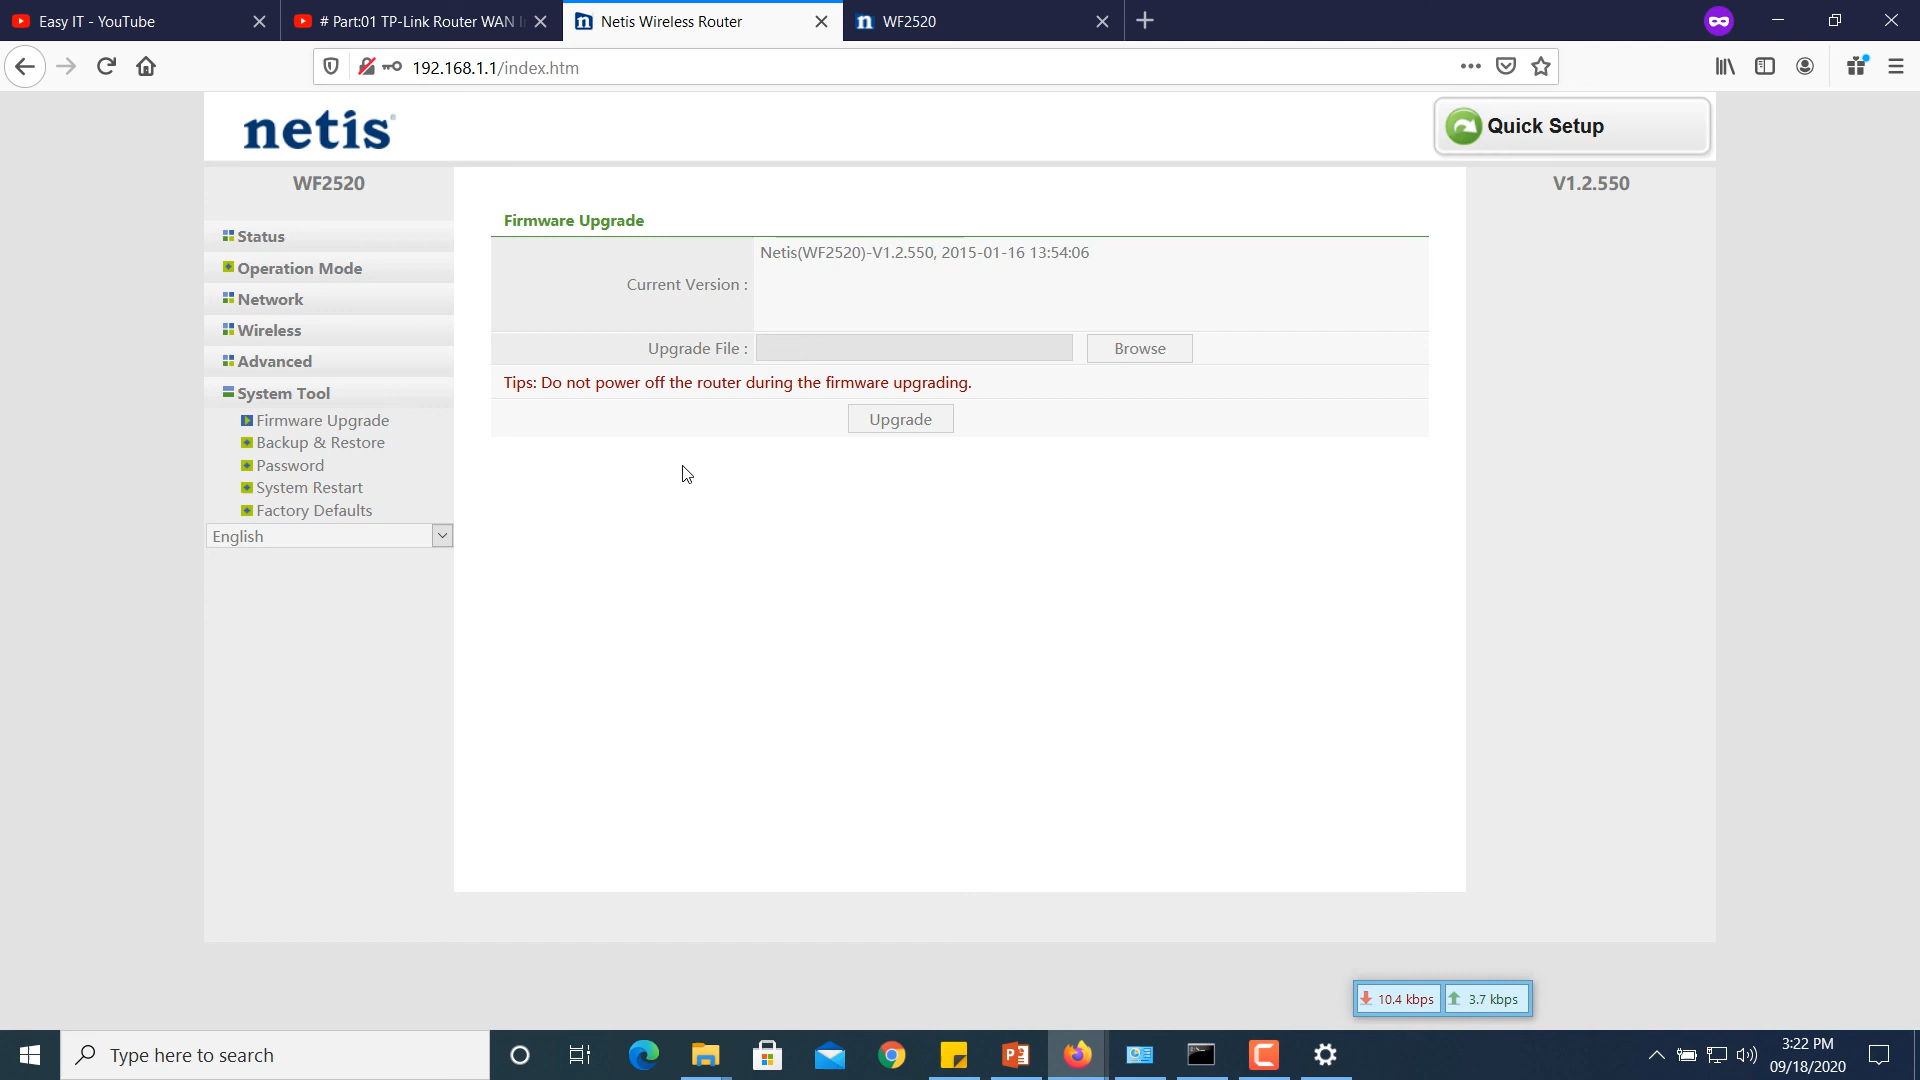 Easy IT - YouTube
# Part:01 TP-Link Router WAN
Netis Wireless Router
WF2520
192.168.1.1/index.htm
netis
Quick Setup
WF2520
V1.2.550
Status
Operation Mode
Network
Wireless
Advanced
System Tool
Firmware Upgrade
Backup & Restore
Password
System Restart
Factory Defaults
English
Firmware Upgrade
Current Version :
Netis(WF2520)-V1.2.550, 2015-01-16 13:54:06
Upgrade File :
Browse
Tips: Do not power off the router during the firmware upgrading.
Upgrade
10.4 kbps
3.7 kbps
Type here to search
3:22 PM
09/18/2020